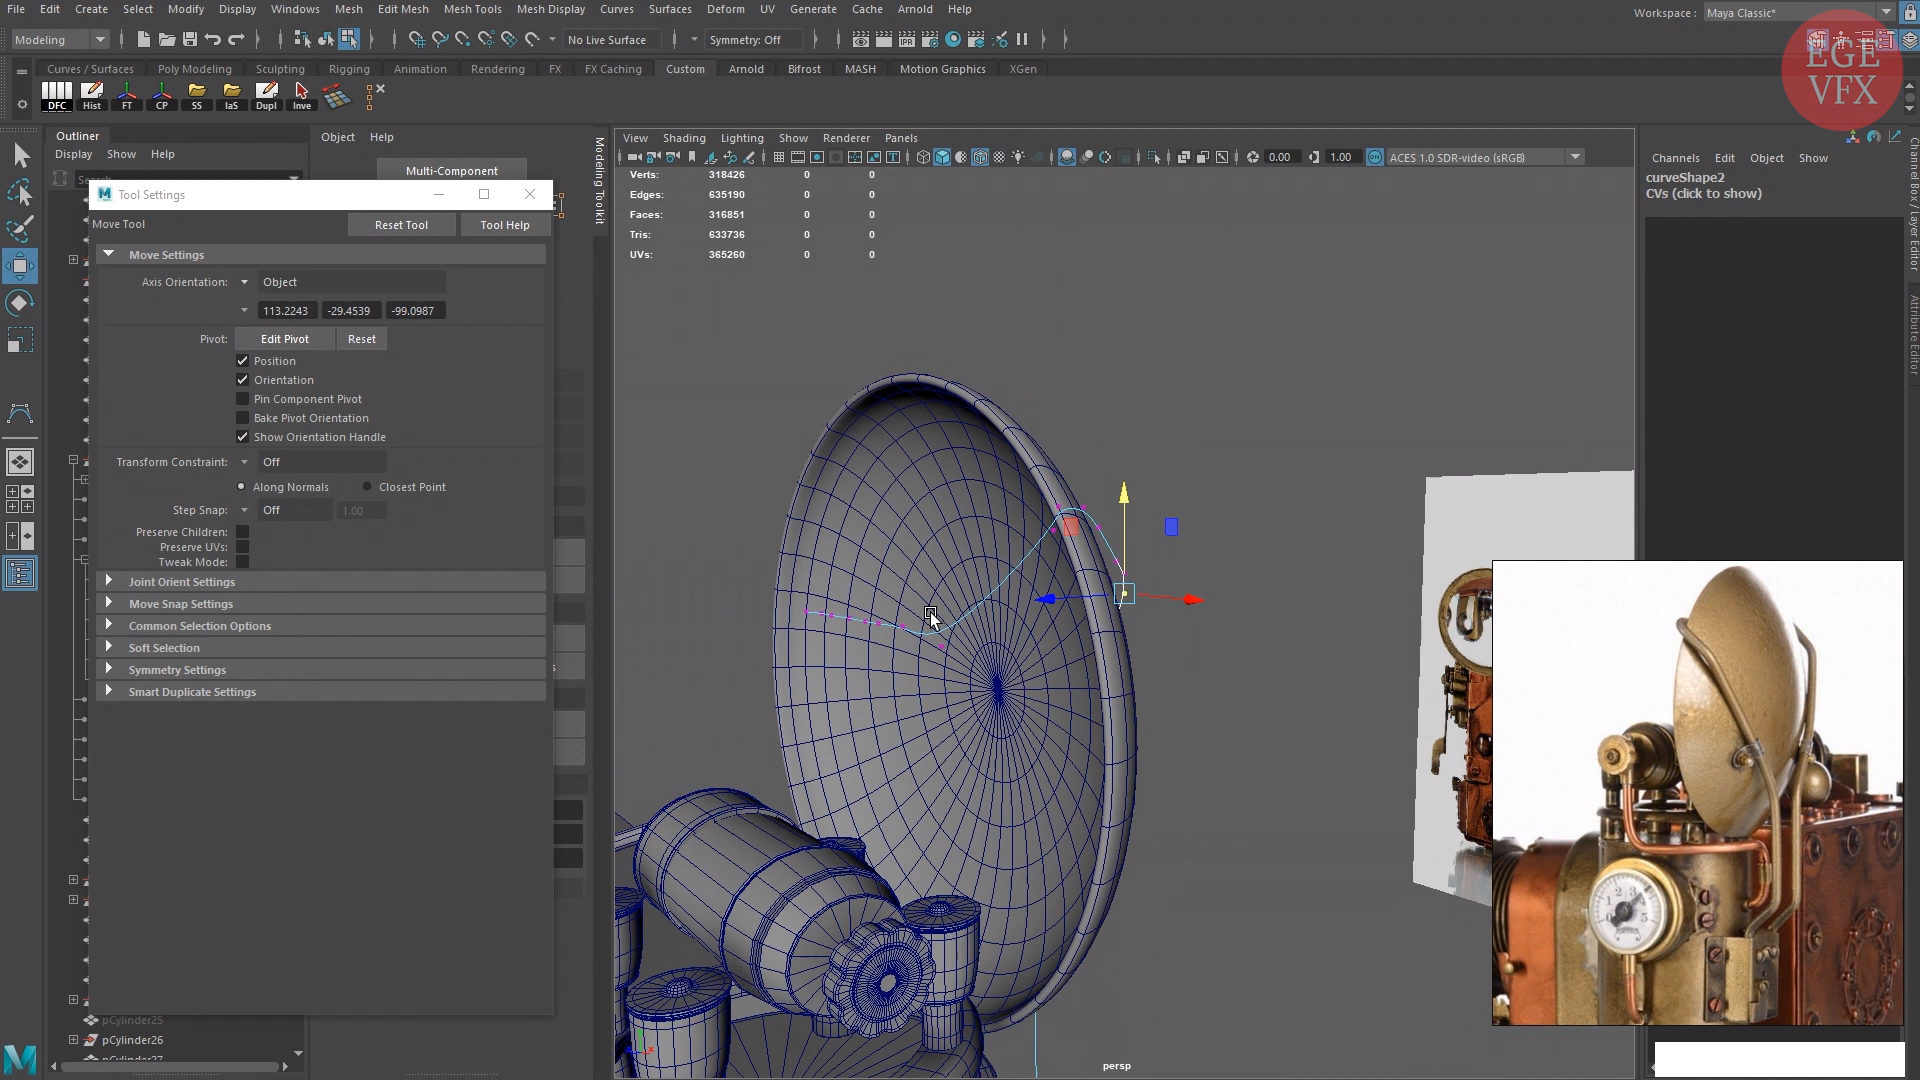 File Edit Create Select Modify Display Windows Mesh Edit Mesh Mesh Tools Mesh Display Curves Surfaces Deform UV Generate Cache Arnold Help
Workspace : Maya Classic*
Modeling
No Live Surface
Symmetry: Off
IPR
Curves / Surfaces Poly Modeling Sculpting Rigging Animation Rendering FX FX Caching Custom Arnold Bifrost MASH Motion Graphics XGen
EGE
VFX
DFC Hist FT CP SS IaS Dupl Inve
Outliner
Display Show Help
Object Help
Multi-Component
Modeling Toolkit
Tool Settings
Move Tool
Reset Tool
Tool Help
Move Settings
Axis Orientation: Object
113.2243 -29.4539 -99.0987
Pivot: Edit Pivot Reset
Position
Orientation
Pin Component Pivot
Bake Pivot Orientation
Show Orientation Handle
Transform Constraint: Off
Along Normals Closest Point
Step Snap: Off 1.00
Preserve Children:
Preserve UVs:
Tweak Mode:
Joint Orient Settings
Move Snap Settings
Common Selection Options
Soft Selection
Symmetry Settings
Smart Duplicate Settings
pCylinder25
pCylinder26
pCylinder27
View Shading Lighting Show Renderer Panels
0.00 1.00 ON ACES 1.0 SDR-video (sRGB)
Verts: 318426 0 0
Edges: 635190 0 0
Faces: 316851 0 0
Tris: 633736 0 0
UVs: 365260 0 0
persp
Channels Edit Object Show
curveShape2
CVs (click to show)
Channel Box / Layer Editor
Attribute Editor